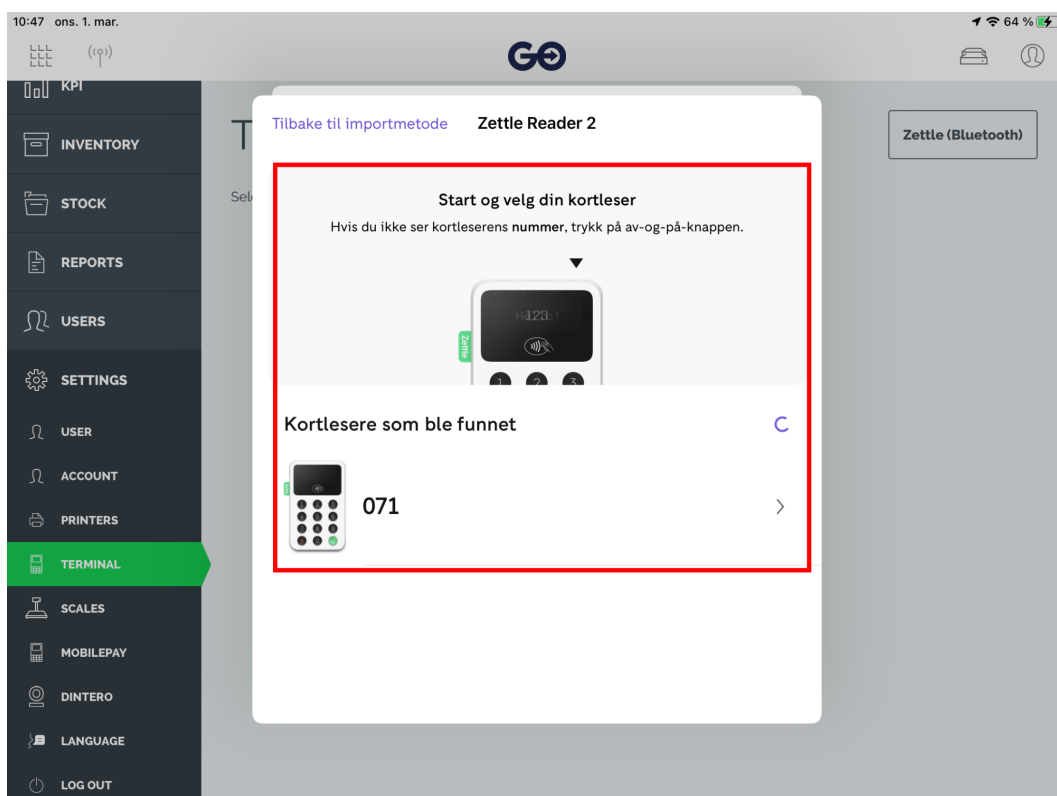 10:47 ons. 1. mar.
64 %
GO
KPI
Tilbake til importmetode Zettle Reader 2
T
Zettle (Bluetooth)
INVENTORY
STOCK
Sele
Start og velg din kortleser
Hvis du ikke ser kortleserens nummer, trykk på av-og-på-knappen.
REPORTS
USERS
Zettle
1 2 3
SETTINGS
Kortlesere som ble funnet
USER
ACCOUNT
071
PRINTERS
TERMINAL
SCALES
MOBILEPAY
DINTERO
LANGUAGE
LOG OUT